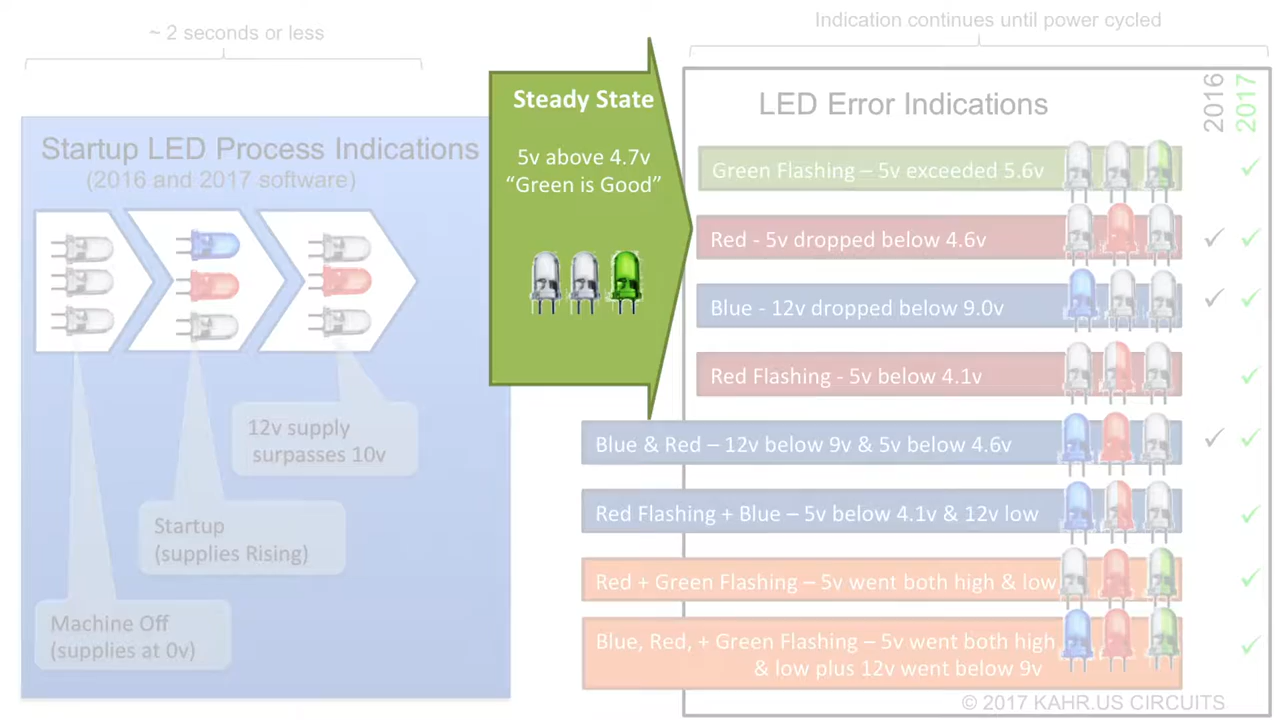 ~ 2 seconds or less
Indication continues until power cycled
Startup LED Process Indications
(2016 and 2017 software)
12v supply
surpasses 10v
Startup
(supplies Rising)
Machine Off
(supplies at 0v)
Steady State
5v above 4.7v
“Green is Good”
LED Error Indications
2016
2017
Green Flashing – 5v exceeded 5.6v
Red - 5v dropped below 4.6v
Blue - 12v dropped below 9.0v
Red Flashing - 5v below 4.1v
Blue & Red – 12v below 9v & 5v below 4.6v
Red Flashing + Blue – 5v below 4.1v & 12v low
Red + Green Flashing – 5v went both high & low
Blue, Red, + Green Flashing – 5v went both high
& low plus 12v went below 9v
© 2017 KAHR.US CIRCUITS